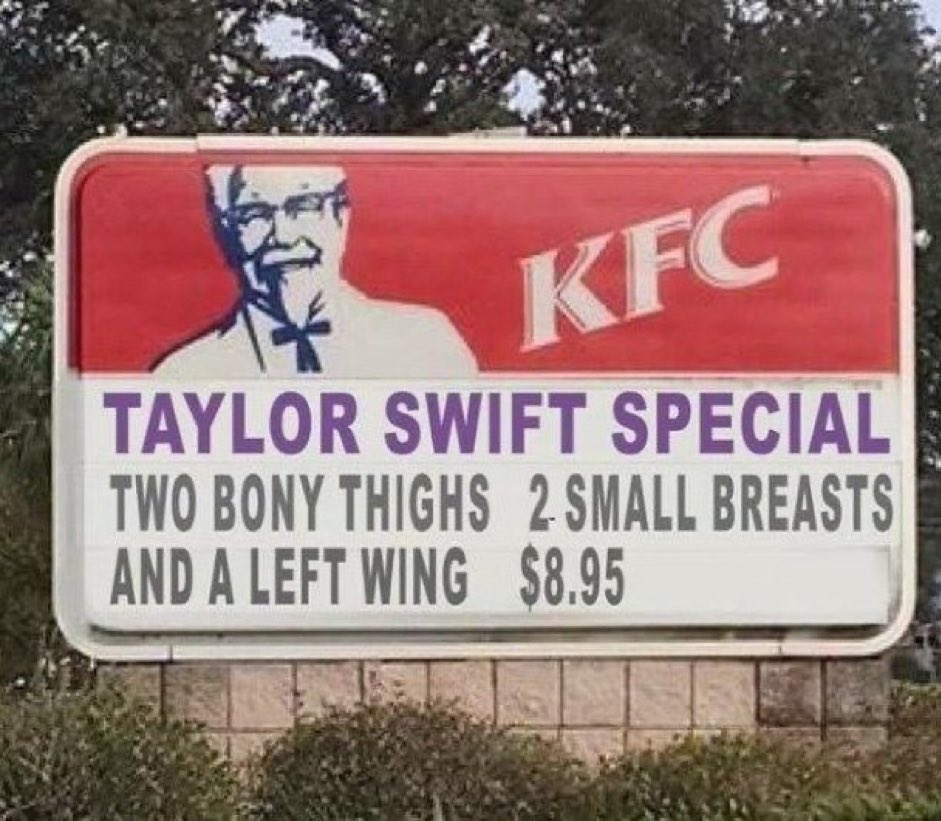 KFC
TAYLOR SWIFT SPECIAL
TWO BONY THIGHS 2 SMALL BREASTS
AND A LEFT WING $8.95